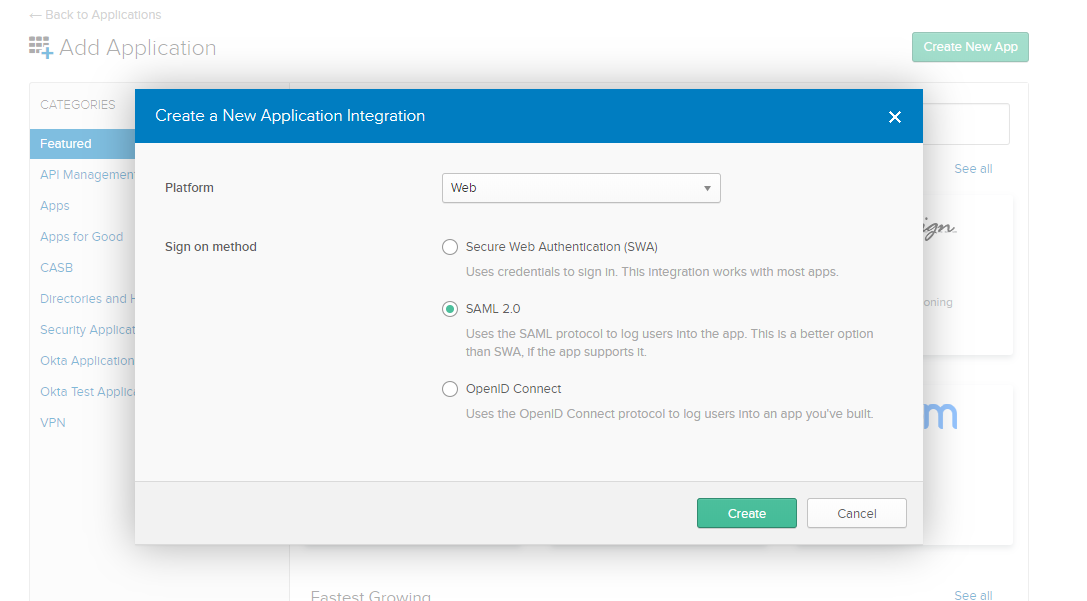 ← Back to Applications
Add Application
Create New App
CATEGORIES
Create a New Application Integration
Featured
API Management
See all
Platform
Web
Apps
Apps for Good
Sign on method
Secure Web Authentication (SWA)
CASB
Uses credentials to sign in. This integration works with most apps.
Directories and H
SAML 2.0
oning
Security Applicat
Uses the SAML protocol to log users into the app. This is a better option
than SWA, if the app supports it.
Okta Application
Okta Test Applica
OpenID Connect
Uses the OpenID Connect protocol to log users into an app you've built.
VPN
Create
Cancel
Fastest Growing
See all